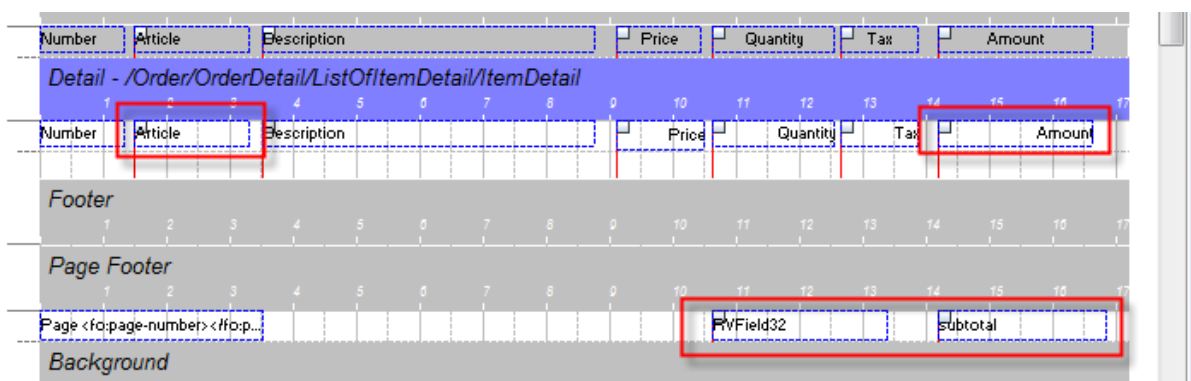 Number Article Description Price Quantity Tax Amount
Detail - /Order/OrderDetail/ListOfItemDetail/ItemDetail
1 2 3 4 5 6 7 8 9 10 11 12 13 14 15 16 17
Number Article Description Price Quantity Tax Amount
Footer
1 2 3 4 5 6 7 8 9 10 11 12 13 14 15 16 17
Page Footer
1 2 3 4 5 6 7 8 9 10 11 12 13 14 15 16 17
Page <fo:page-number></fo:p... RVField32 subtotal
Background